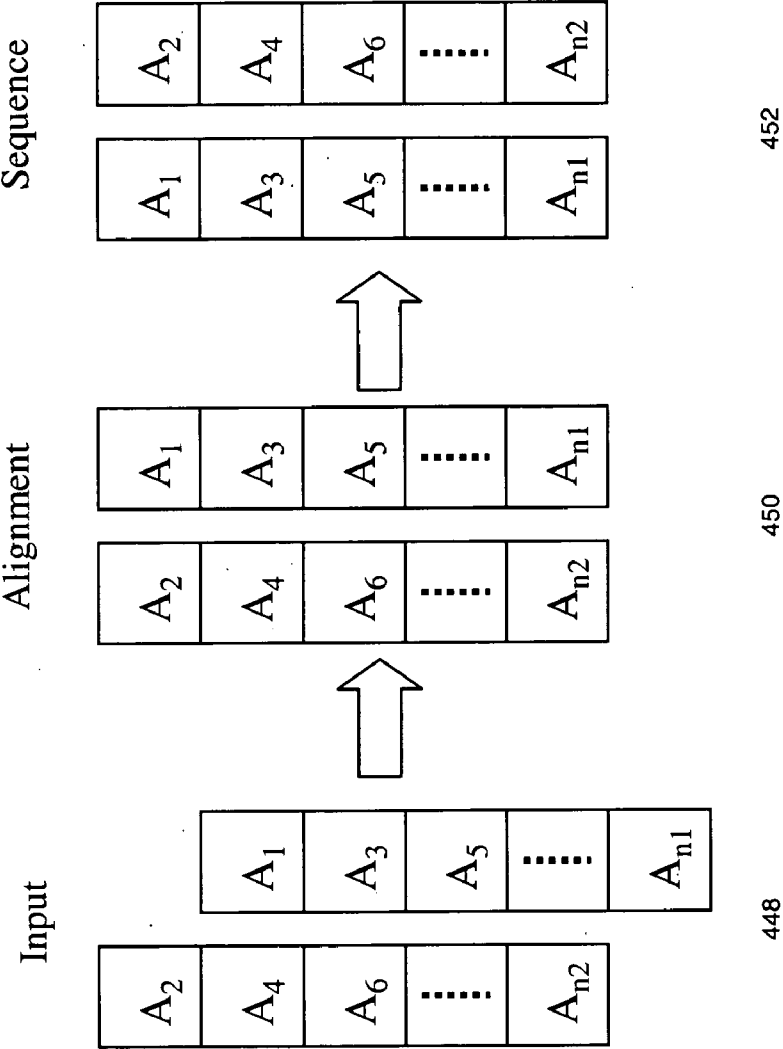 Input
A₂
A₄
A₆
......
Aₙ₂
A₁
A₃
A₅
......
Aₙ₁
448
Alignment
A₂
A₄
A₆
......
Aₙ₂
A₁
A₃
A₅
......
Aₙ₁
450
Sequence
A₁
A₃
A₅
......
Aₙ₁
A₂
A₄
A₆
......
Aₙ₂
452